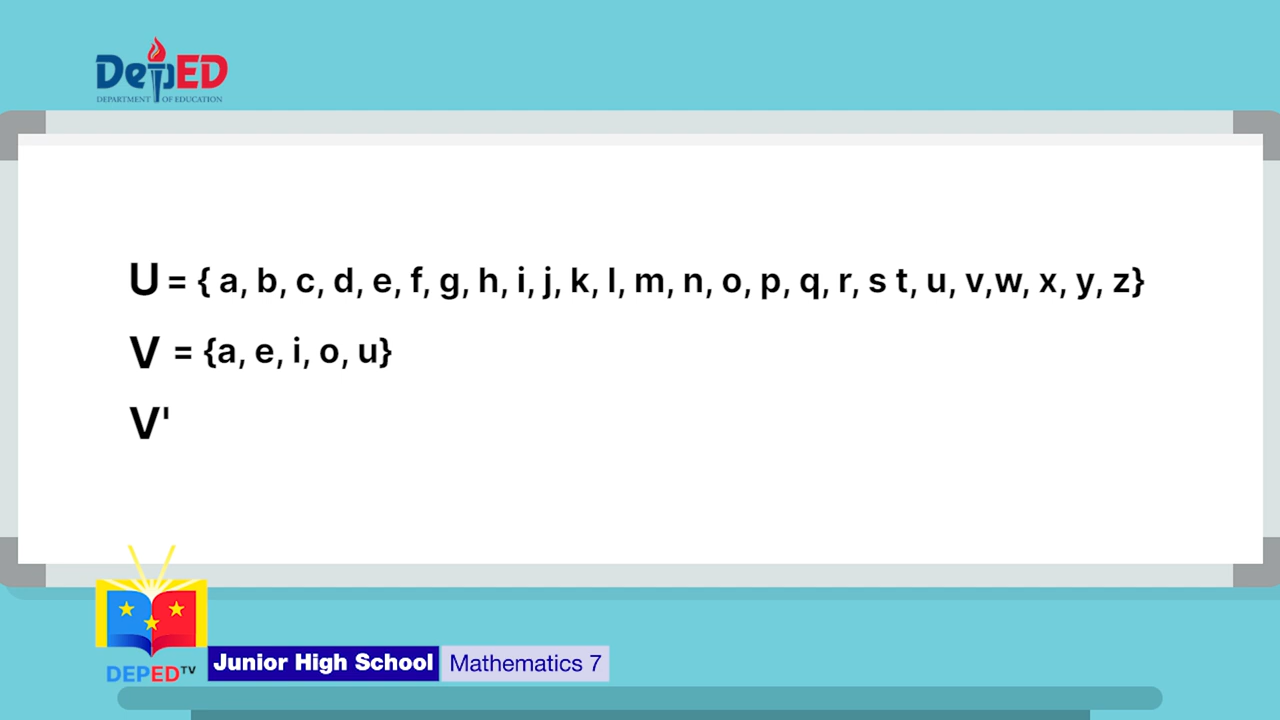 DepED
DEPARTMENT OF EDUCATION
U = { a, b, c, d, e, f, g, h, i, j, k, l, m, n, o, p, q, r, s t, u, v,w, x, y, z}
V = {a, e, i, o, u}
V'
DEPED TV
Junior High School Mathematics 7